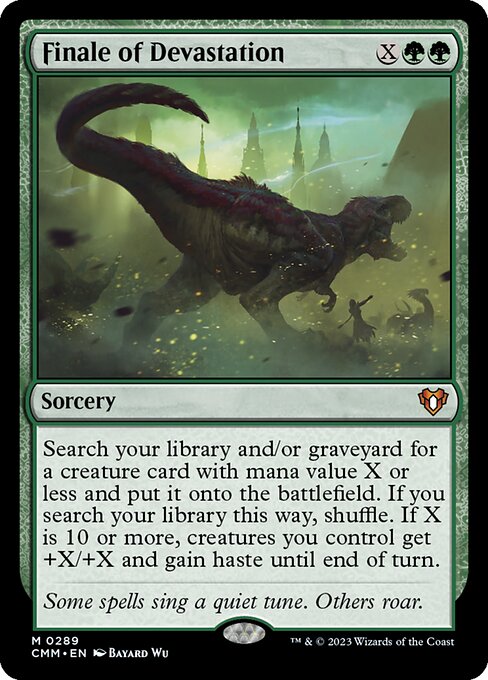 Finale of Devastation X
Sorcery
Search your library and/or graveyard for
a creature card with mana value X or
less and put it onto the battlefield. If you
search your library this way, shuffle. If X
is 10 or more, creatures you control get
+X/+X and gain haste until end of turn.
Some spells sing a quiet tune. Others roar.
M 0289
CMM • EN Bayard Wu
™ & © 2023 Wizards of the Coast